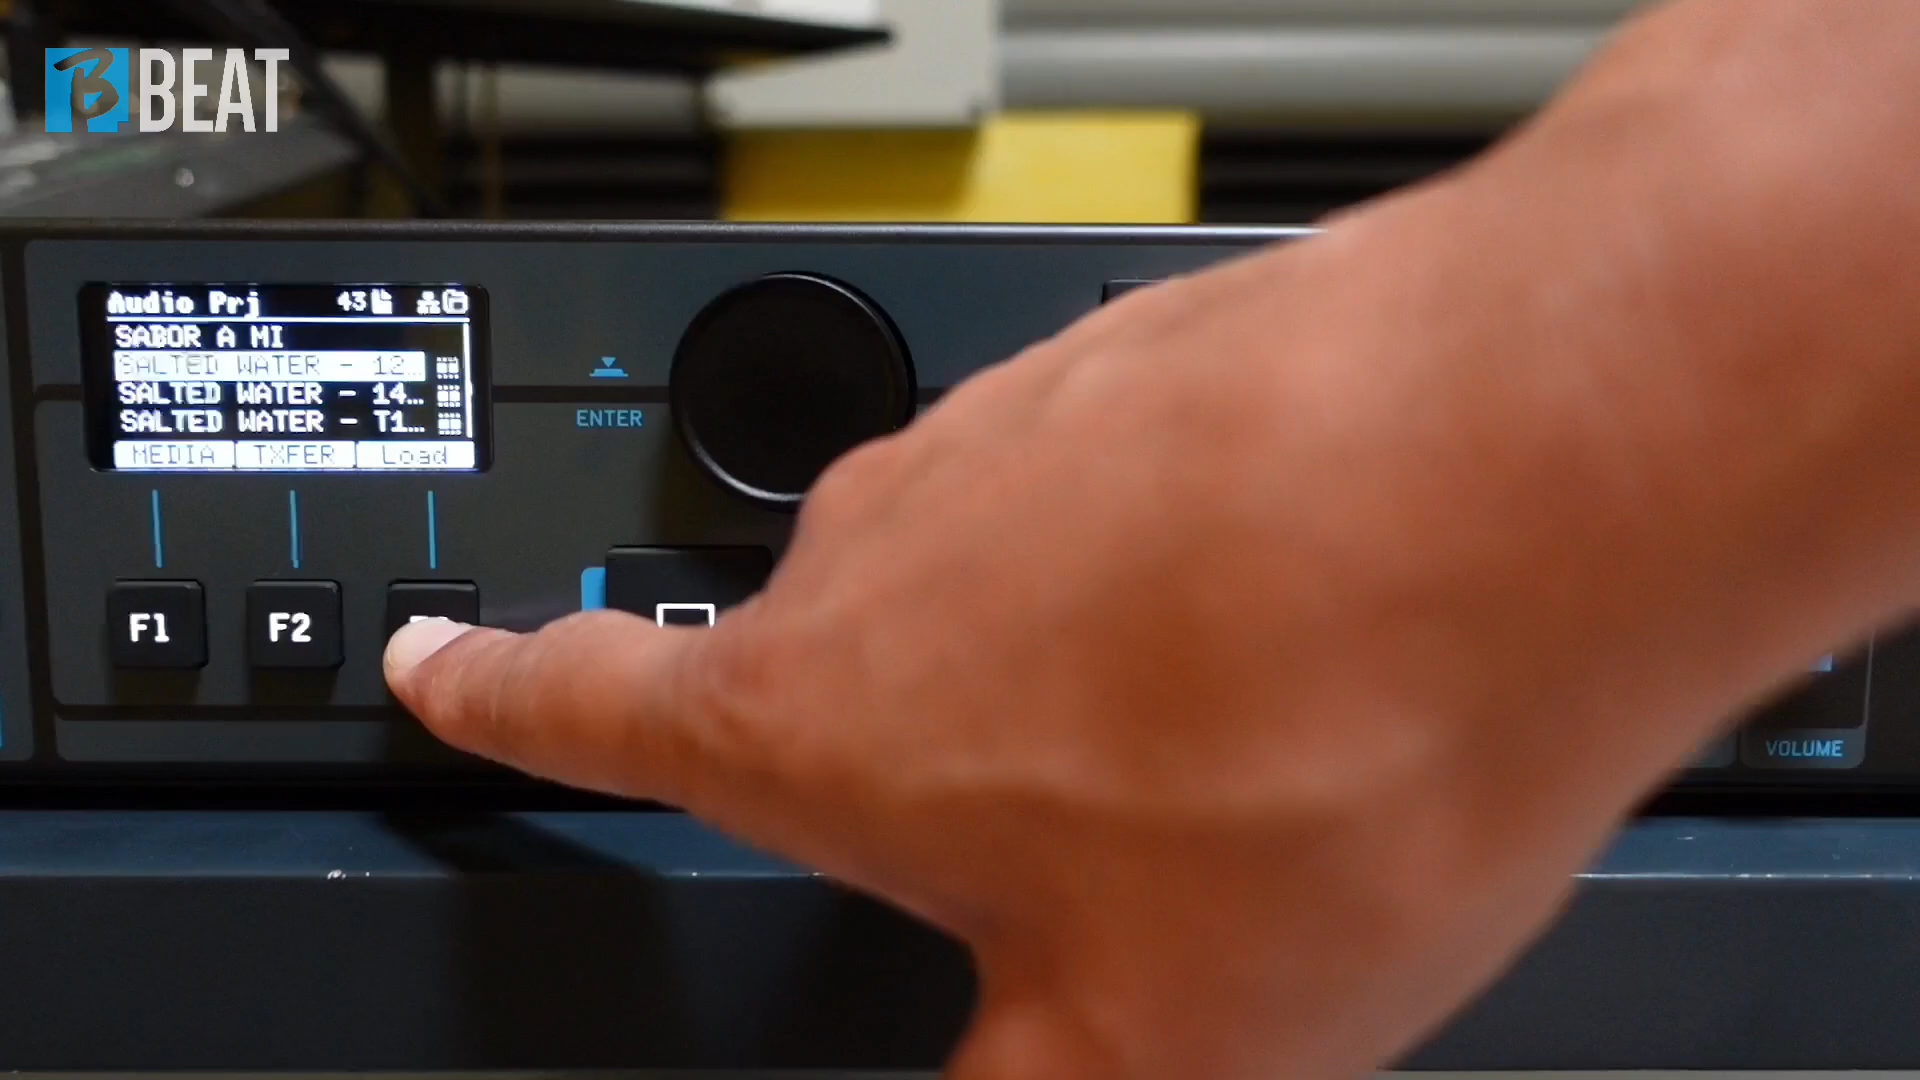 BEAT
Audio Prj 43
SABOR A MI
SALTED WATER - 12...
SALTED WATER - 14...
SALTED WATER - T1...
MEDIA TXFER Load
ENTER
F1 F2
VOLUME